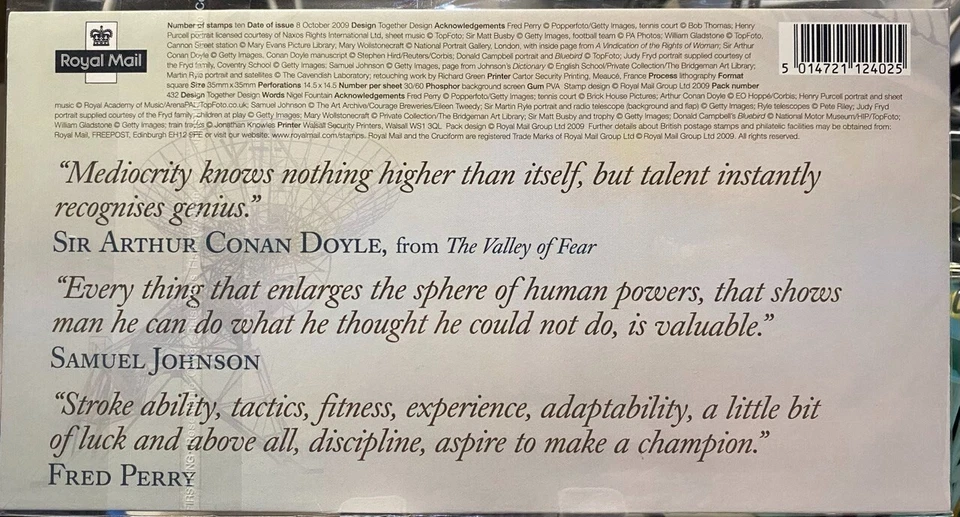 Royal Mail
Number of stamps ten Date of issue 8 October 2009 Design Together Design Acknowledgements Fred Perry © Popperfoto/Getty Images, tennis court © Bob Thomas; Henry
Purcell portrait licensed courtesy of Naxos Rights International Ltd, sheet music © TopFoto; Sir Matt Busby © Getty Images, football team © PA Photos; William Gladstone © TopFoto,
Cannon Street station © Mary Evans Picture Library; Mary Wollstonecraft © National Portrait Gallery, London, with inside page from A Vindication of the Rights of Woman; Sir Arthur
Conan Doyle © Getty Images, Conan Doyle manuscript © Stephen Hird/Reuters/Corbis; Donald Campbell portrait and Bluebird © TopFoto; Judy Fryd portrait supplied courtesy of
the Fryd family, Coventry School © Getty Images; Samuel Johnson © Getty Images, page from Johnson's Dictionary © English School/Private Collection/The Bridgeman Art Library;
Martin Ryle portrait and satellites © The Cavendish Laboratory; retouching work by Richard Green Printer Cartor Security Printing, Meaucé, France Process lithography Format
square Size 35mm x 35mm Perforations 14.5 x 14.5 Number per sheet 30/60 Phosphor background screen Gum PVA Stamp design © Royal Mail Group Ltd 2009 Pack number
432 Design Together Design Words Nigel Fountain Acknowledgements Fred Perry © Popperfoto/Getty Images; tennis court © Brick House Pictures; Arthur Conan Doyle © EO Hoppé/Corbis; Henry Purcell portrait and sheet
music © Royal Academy of Music/ArenaPAL/TopFoto.co.uk; Samuel Johnson © The Art Archive/Courage Breweries/Eileen Tweedy; Sir Martin Ryle portrait and radio telescope (background and flap) © Getty Images; Ryle telescopes © Pete Riley; Judy Fryd
portrait supplied courtesy of the Fryd family, children at play © Getty Images; Mary Wollstonecraft © Private Collection/The Bridgeman Art Library; Sir Matt Busby and trophy © Getty Images; Donald Campbell's Bluebird © National Motor Museum/HIP/TopFoto;
William Gladstone © Getty Images; train tracks © Jonathan Knowles Printer Walsall Security Printers, Walsall WS1 3QL Pack design © Royal Mail Group Ltd 2009 Further details about British postage stamps and philatelic facilities may be obtained from:
Royal Mail, FREEPOST, Edinburgh EH12 9PE or visit our website: www.royalmail.com/stamps. Royal Mail and the Cruciform are registered Trade Marks of Royal Mail Group Ltd © Royal Mail Group Ltd 2009. All rights reserved.
5 014721 124025
“Mediocrity knows nothing higher than itself, but talent instantly
recognises genius.”
SIR ARTHUR CONAN DOYLE, from The Valley of Fear
“Every thing that enlarges the sphere of human powers, that shows
man he can do what he thought he could not do, is valuable.”
SAMUEL JOHNSON
“Stroke ability, tactics, fitness, experience, adaptability, a little bit
of luck and above all, discipline, aspire to make a champion.”
FRED PERRY